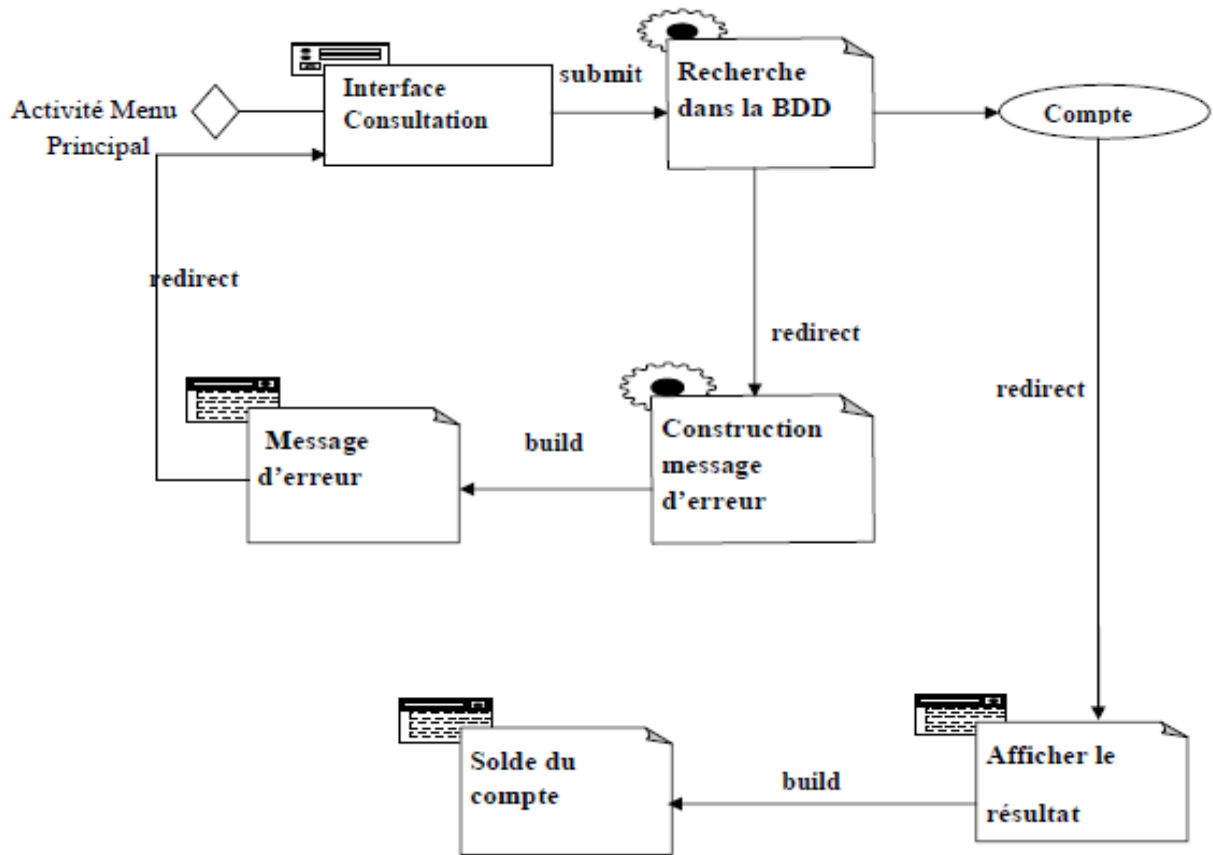 Activité Menu
Principal
Interface
Consultation
submit
Recherche
dans la BDD
Compte
redirect
redirect
redirect
Message
d’erreur
build
Construction
message
d’erreur
Solde du
compte
build
Afficher le
résultat